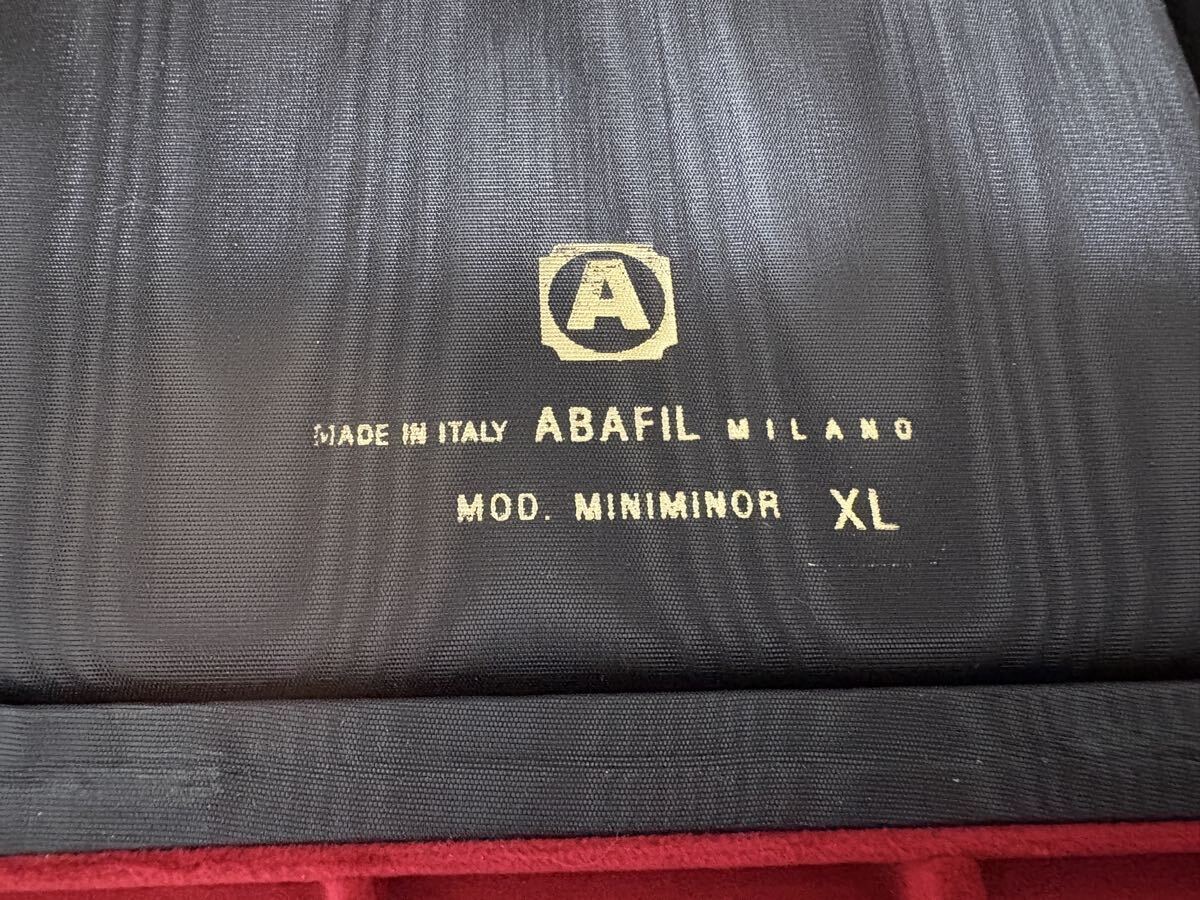 A
MADE IN ITALY ABAFIL MILANO
MOD. MINIMINOR XL